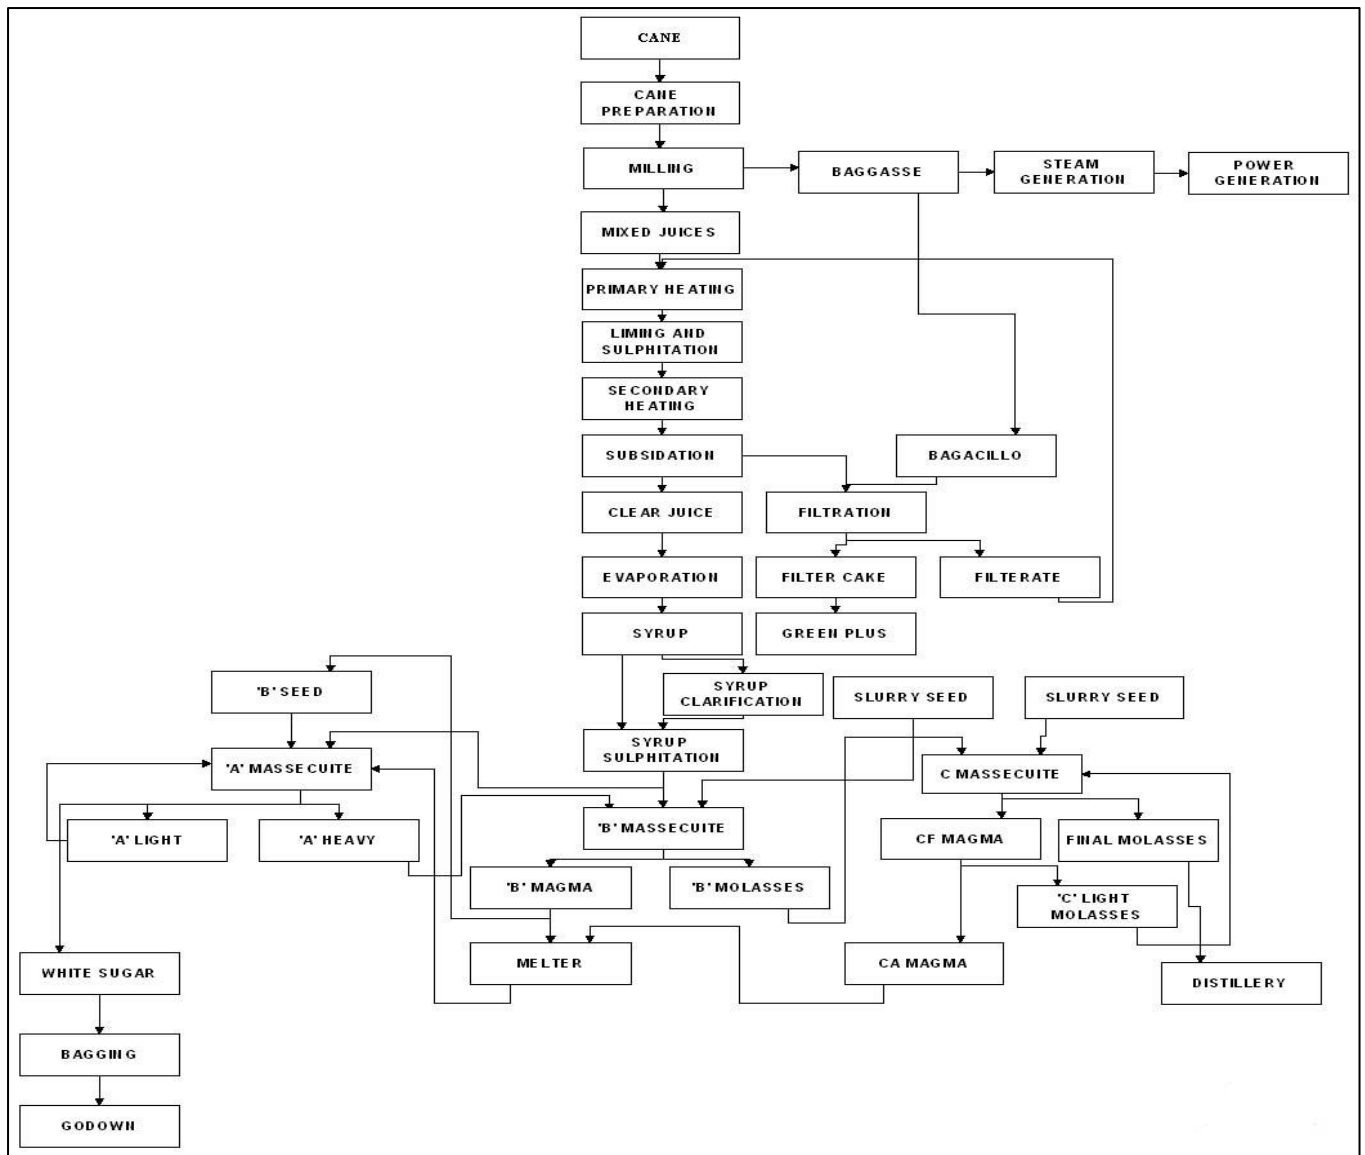 CANE
CANE
PREPARATION
MILLING
BAGGASSE
STEAM
GENERATION
POWER
GENERATION
MIXED JUICES
PRIMARY HEATING
LIMING AND
SULPHITATION
SECONDARY
HEATING
SUBSIDATION
BAGACILLO
CLEAR JUICE
FILTRATION
EVAPORATION
FILTER CAKE
FILTERATE
SYRUP
GREEN PLUS
'B' SEED
SYRUP
CLARIFICATION
SLURRY SEED
SLURRY SEED
SYRUP
SULPHITATION
'A' MASSECUITE
C MASSECUITE
'A' LIGHT
'A' HEAVY
'B' MASSECUITE
CF MAGMA
FINAL MOLASSES
'B' MAGMA
'B' MOLASSES
'C' LIGHT
MOLASSES
WHITE SUGAR
MELTER
CA MAGMA
DISTILLERY
BAGGING
GODOWN